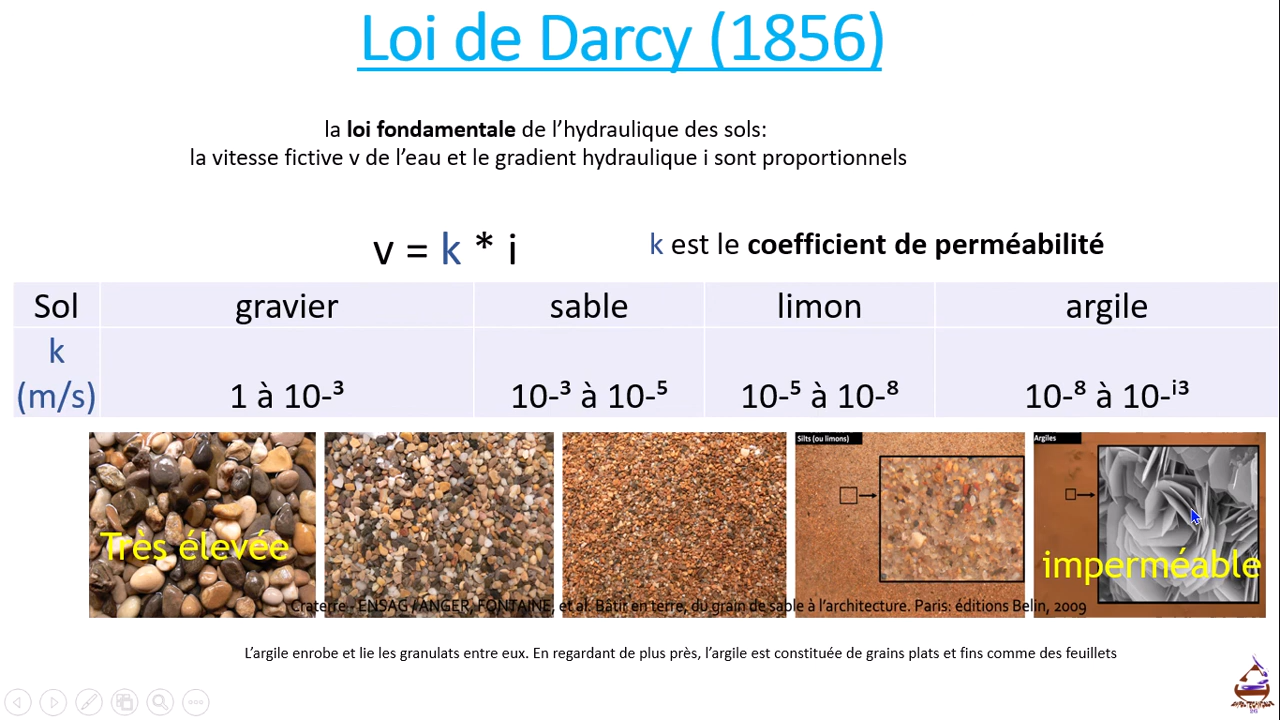 Loi de Darcy (1856)
la loi fondamentale de l’hydraulique des sols:
la vitesse fictive v de l’eau et le gradient hydraulique i sont proportionnels
v = k * i
k est le coefficient de perméabilité
Sol gravier sable limon argile
k
(m/s) 1 à 10-³ 10-³ à 10-⁵ 10-⁵ à 10-⁸ 10-⁸ à 10-ⁱ³
Silts (ou limons)
Argiles
Très élevée
imperméable
Craterre - ENSAG / ANGER, FONTAINE, et al. Bâtir en terre, du grain de sable à l’architecture. Paris: éditions Belin, 2009
L’argile enrobe et lie les granulats entre eux. En regardant de plus près, l’argile est constituée de grains plats et fins comme des feuillets